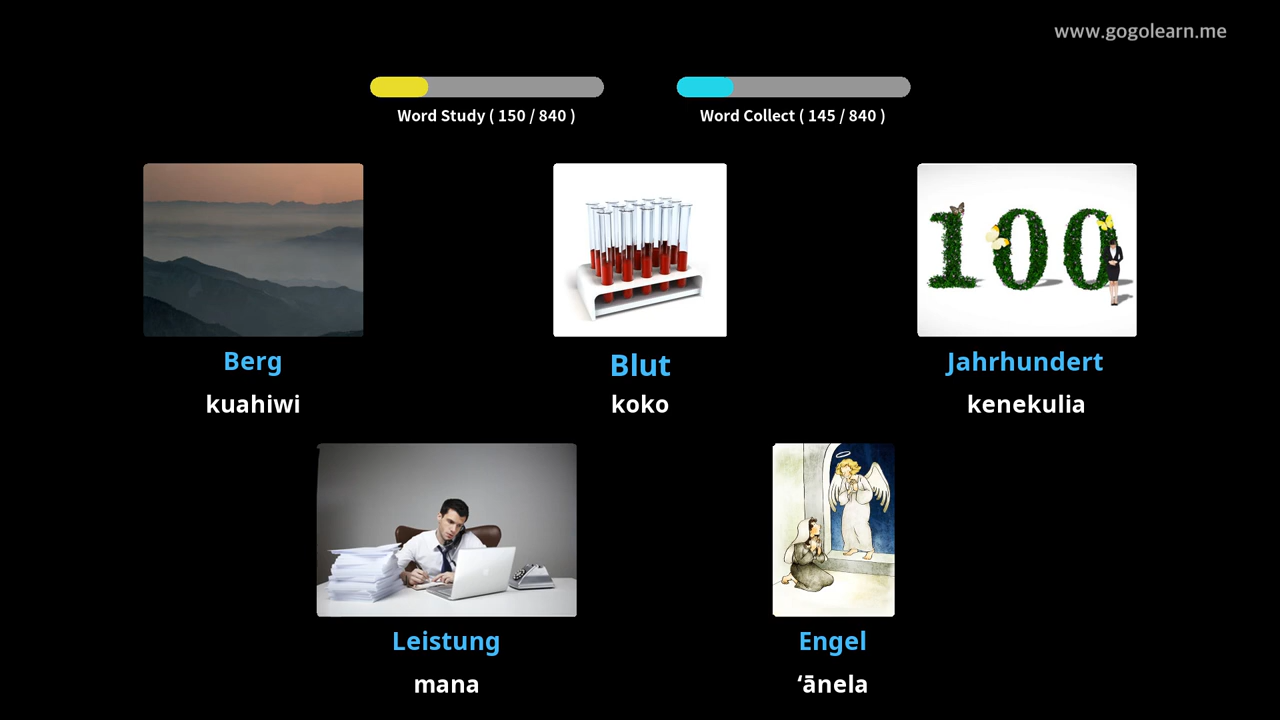 www.gogolearn.me
Word Study ( 150 / 840 )
Word Collect ( 145 / 840 )
100
Berg
kuahiwi
Blut
koko
Jahrhundert
kenekulia
Leistung
mana
Engel
ʻānela